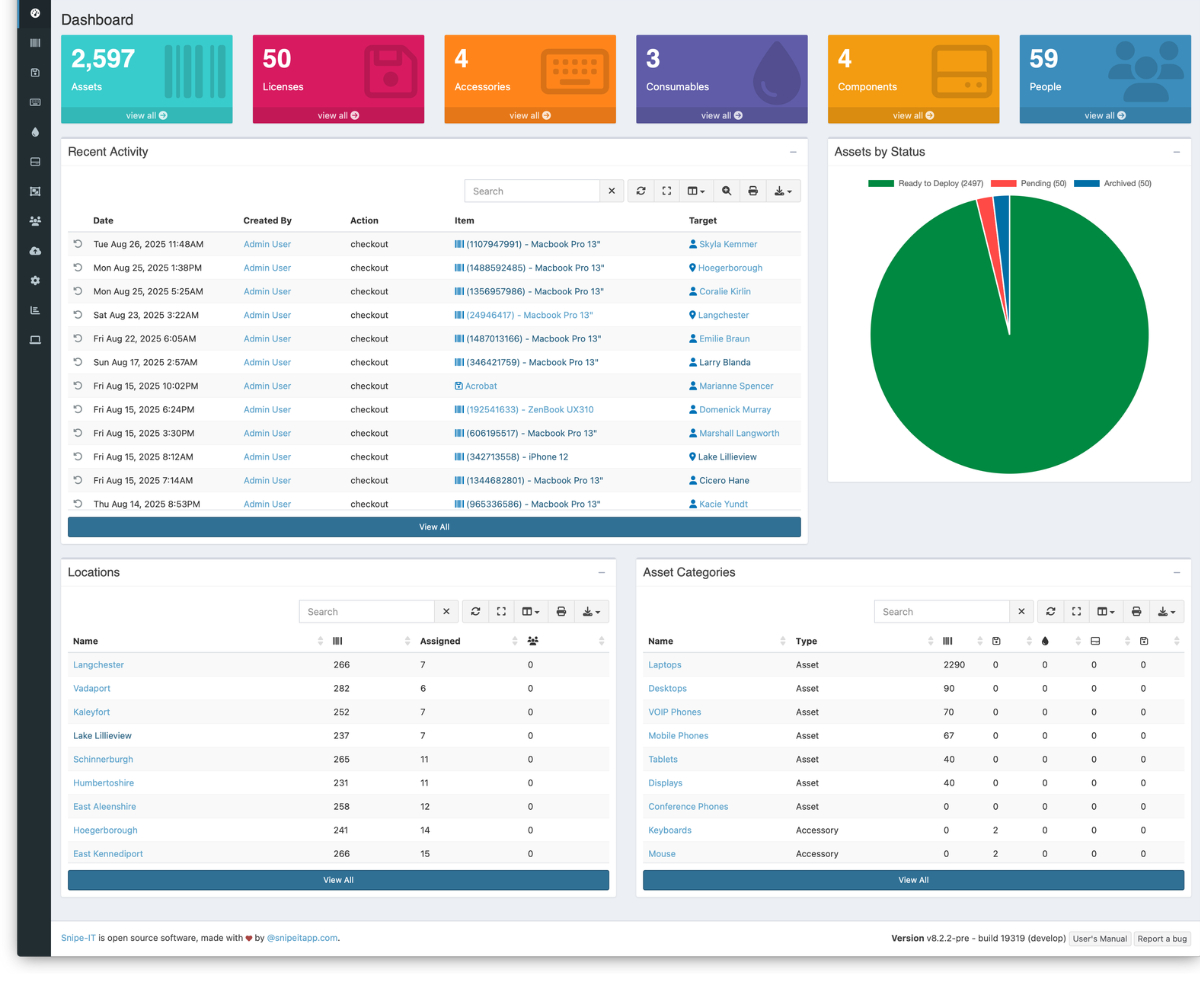 Dashboard
2,597 50 4 3 4 59
Assets Licenses Accessories Consumables Components People
view all view all view all view all view all view all
Recent Activity
Search
Date Created By Action Item Target
Tue Aug 26, 2025 11:48AM Admin User checkout (1107947991) - Macbook Pro 13" Skyla Kemmer
Mon Aug 25, 2025 1:38PM Admin User checkout (1488592485) - Macbook Pro 13" Hoegerborough
Mon Aug 25, 2025 5:25AM Admin User checkout (1356957986) - Macbook Pro 13" Coralie Kirlin
Sat Aug 23, 2025 3:22AM Admin User checkout (24946417) - Macbook Pro 13" Langchester
Fri Aug 22, 2025 6:05AM Admin User checkout (1487013166) - Macbook Pro 13" Emilie Braun
Sun Aug 17, 2025 2:57AM Admin User checkout (346421759) - Macbook Pro 13" Larry Blanda
Fri Aug 15, 2025 10:02PM Admin User checkout Acrobat Marianne Spencer
Fri Aug 15, 2025 6:24PM Admin User checkout (192541633) - ZenBook UX310 Domenick Murray
Fri Aug 15, 2025 3:30PM Admin User checkout (606195517) - Macbook Pro 13" Marshall Langworth
Fri Aug 15, 2025 8:12AM Admin User checkout (342713558) - iPhone 12 Lake Lillieview
Fri Aug 15, 2025 7:14AM Admin User checkout (1344682801) - Macbook Pro 13" Cicero Hane
Thu Aug 14, 2025 8:53PM Admin User checkout (965336586) - Macbook Pro 13" Kacie Yundt
View All
Assets by Status
Ready to Deploy (2497) Pending (50) Archived (50)
Locations
Search
Name Assigned
Langchester 266 7 0
Vadaport 282 6 0
Kaleyfort 252 7 0
Lake Lillieview 237 7 0
Schinnerburgh 265 11 0
Humbertoshire 231 11 0
East Aleenshire 258 12 0
Hoegerborough 241 14 0
East Kennediport 266 15 0
View All
Asset Categories
Search
Name Type
Laptops Asset 2290 0 0 0 0
Desktops Asset 90 0 0 0 0
VOIP Phones Asset 70 0 0 0 0
Mobile Phones Asset 67 0 0 0 0
Tablets Asset 40 0 0 0 0
Displays Asset 40 0 0 0 0
Conference Phones Asset 0 0 0 0 0
Keyboards Accessory 0 2 0 0 0
Mouse Accessory 0 2 0 0 0
View All
Snipe-IT is open source software, made with ♥ by @snipeitapp.com.
Version v8.2.2-pre - build 19319 (develop) User's Manual Report a bug